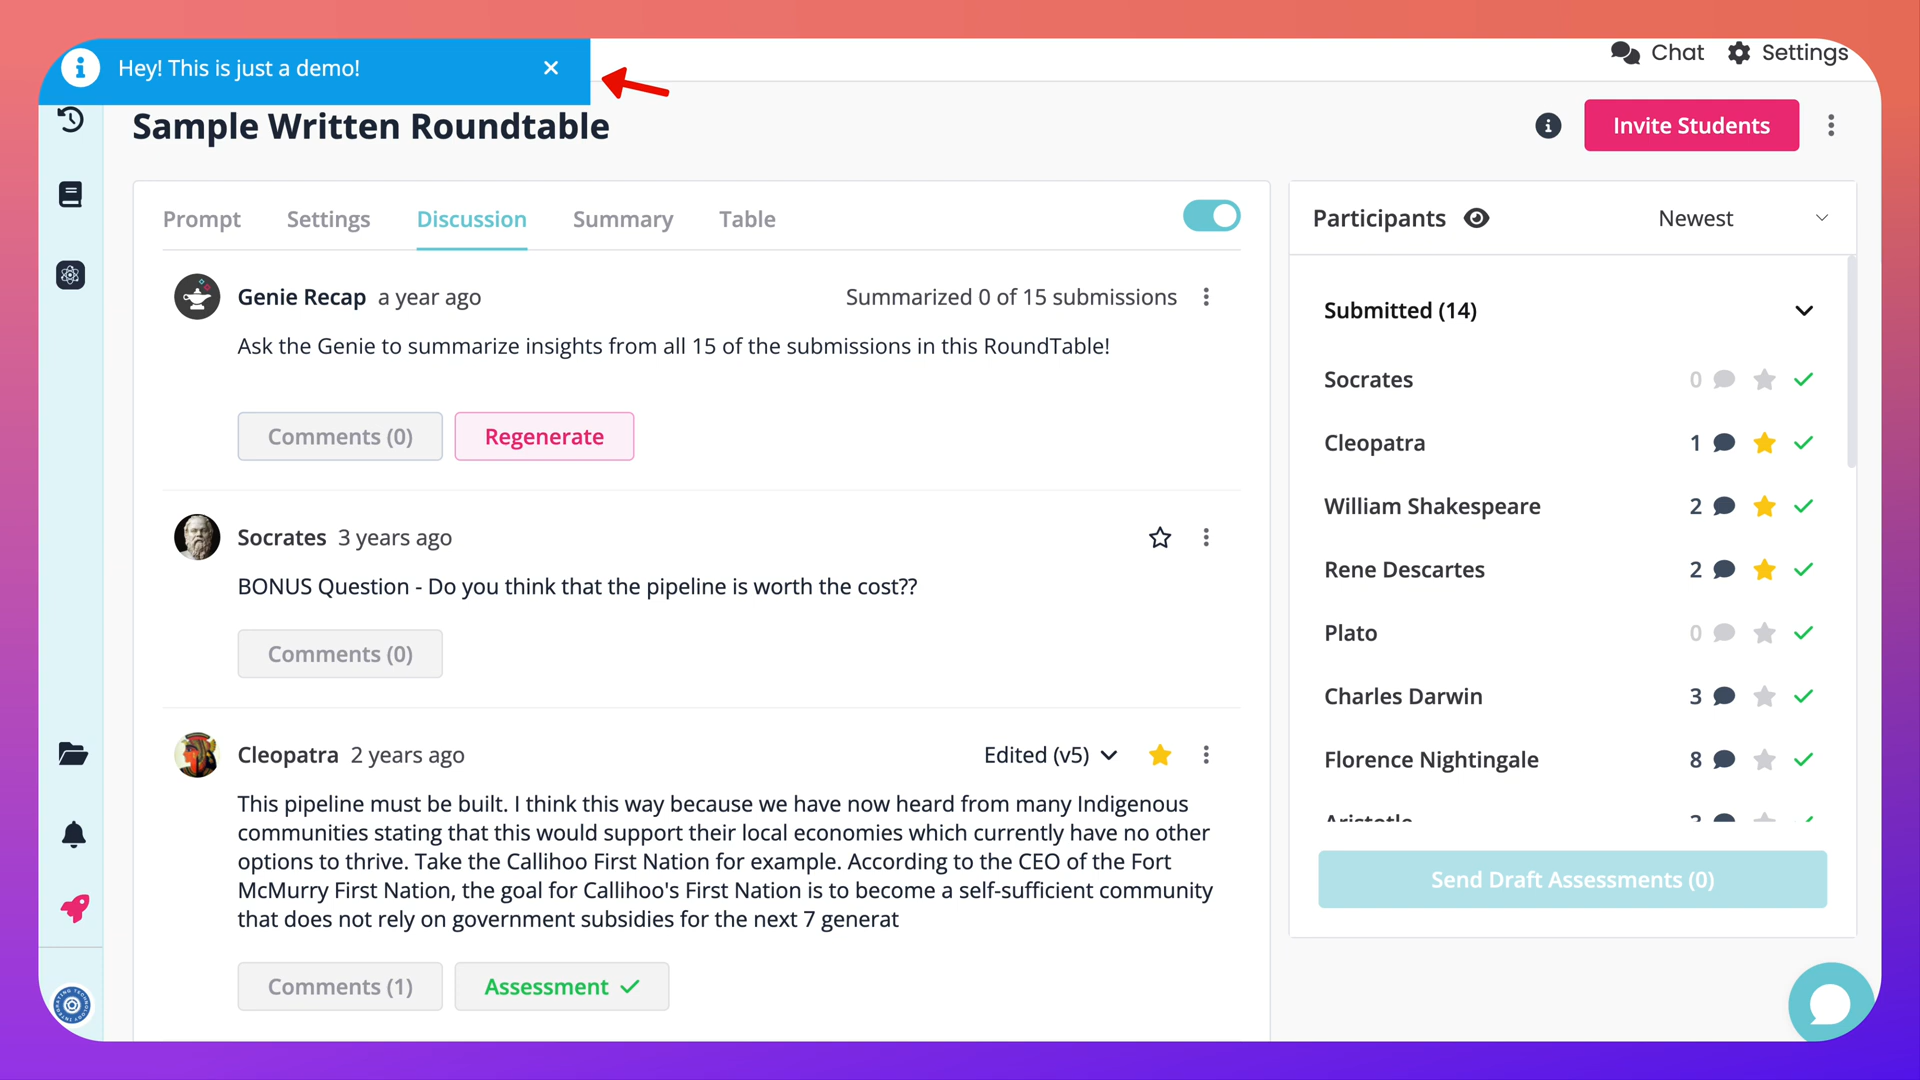 Hey! This is just a demo!
Chat
Settings
Sample Written Roundtable
Invite Students
Prompt
Settings
Discussion
Summary
Table
Genie Recap a year ago
Summarized 0 of 15 submissions
Ask the Genie to summarize insights from all 15 of the submissions in this RoundTable!
Comments (0)
Regenerate
Socrates 3 years ago
BONUS Question - Do you think that the pipeline is worth the cost??
Comments (0)
Cleopatra 2 years ago
Edited (v5)
This pipeline must be built. I think this way because we have now heard from many Indigenous
communities stating that this would support their local economies which currently have no other
options to thrive. Take the Callihoo First Nation for example. According to the CEO of the Fort
McMurry First Nation, the goal for Callihoo's First Nation is to become a self-sufficient community
that does not rely on government subsidies for the next 7 generat
Comments (1)
Assessment
Participants
Newest
Submitted (14)
Socrates 0
Cleopatra 1
William Shakespeare 2
Rene Descartes 2
Plato 0
Charles Darwin 3
Florence Nightingale 8
Aristotle
Send Draft Assessments (0)